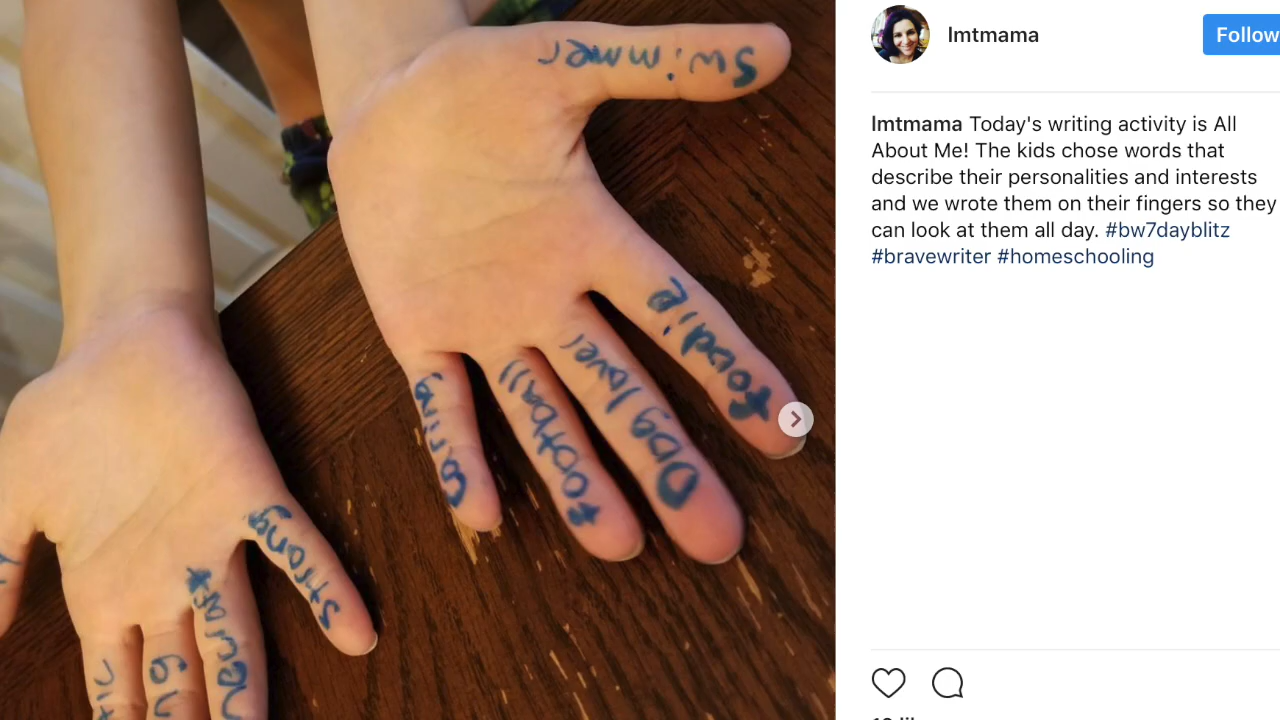 swimmer
foodie
Dog lover
football
caring
strong
lmtmama
Follow
lmtmama Today's writing activity is All
About Me! The kids chose words that
describe their personalities and interests
and we wrote them on their fingers so they
can look at them all day. #bw7dayblitz
#bravewriter #homeschooling